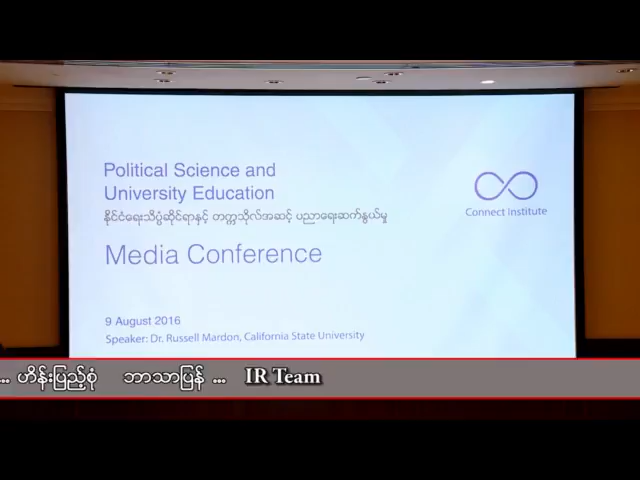 Political Science and
University Education
နိုင်ငံရေးသိပ္ပံဆိုင်ရာနှင့် တက္ကသိုလ်အဆင့် ပညာရေးဆက်နွယ်မှု
Media Conference
9 August 2016
Speaker: Dr. Russell Mardon, California State University
Connect Institute
... ဟိန်းပြည့်စုံ ဘာသာပြန် ... IR Team